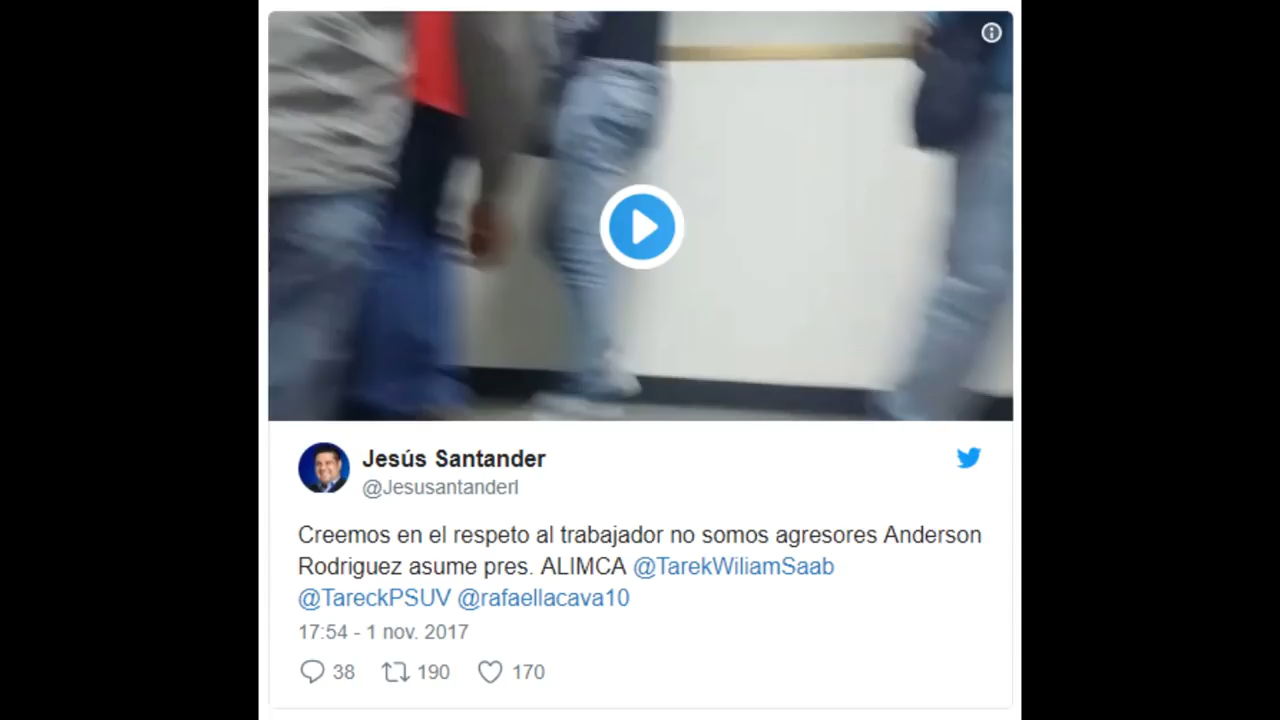 Jesús Santander
@Jesusantanderl
Creemos en el respeto al trabajador no somos agresores Anderson
Rodriguez asume pres. ALIMCA @TarekWiliamSaab
@TareckPSUV @rafaellacava10
17:54 - 1 nov. 2017
38 190 170